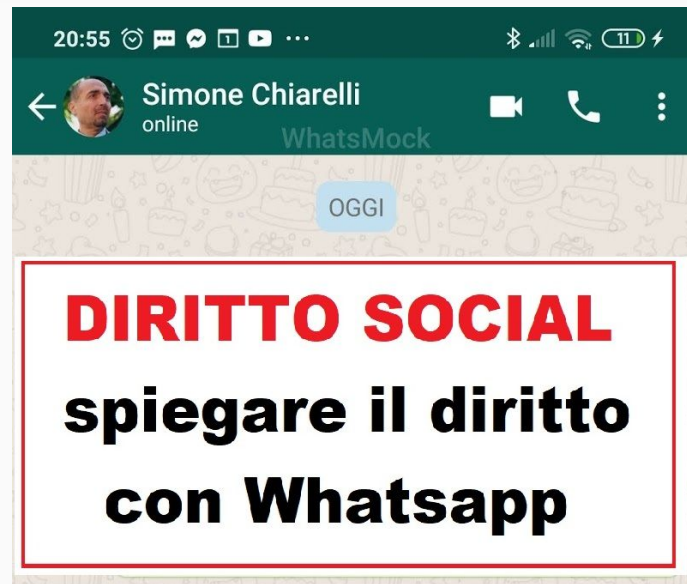 20:55
11
Simone Chiarelli
online
WhatsMock
OGGI
DIRITTO SOCIAL
spiegare il diritto
con Whatsapp